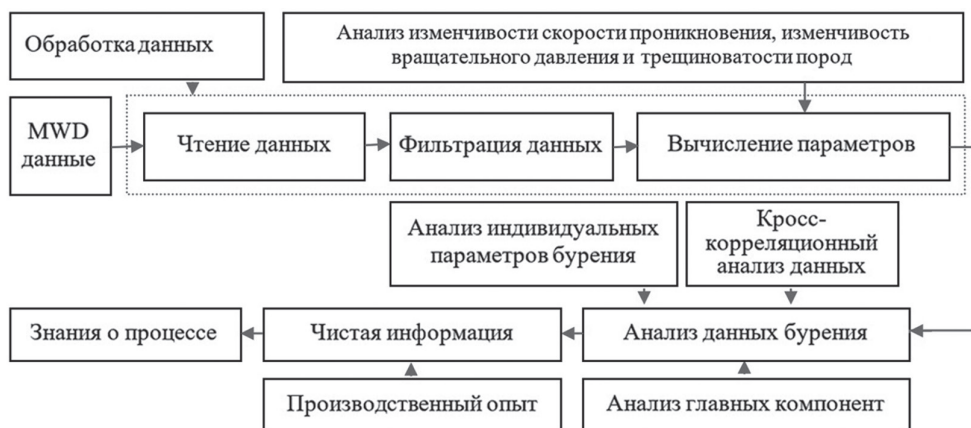 Обработка данных
Анализ изменчивости скорости проникновения, изменчивость
вращательного давления и трещиноватости пород
MWD
данные
Чтение данных
Фильтрация данных
Вычисление параметров
Анализ индивидуальных
параметров бурения
Кросс-
корреляционный
анализ данных
Знания о процессе
Чистая информация
Анализ данных бурения
Производственный опыт
Анализ главных компонент